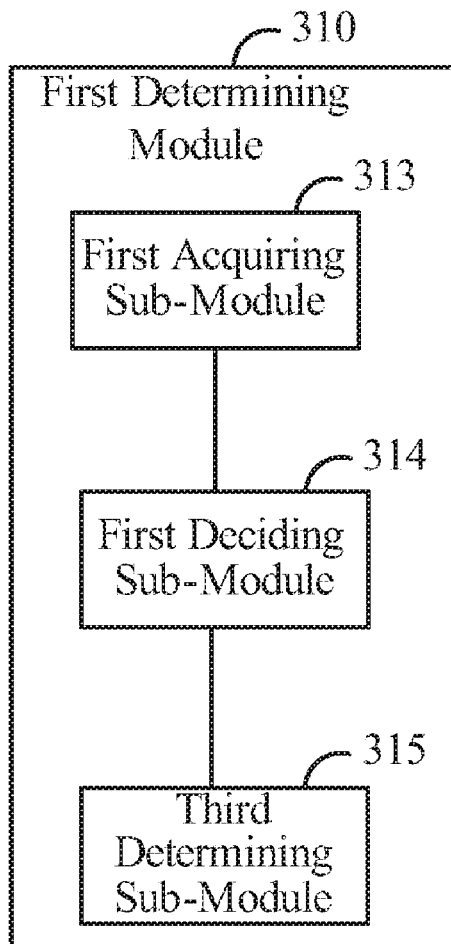 310
First Determining
Module
313
First Acquiring
Sub-Module
314
First Deciding
Sub-Module
315
Third
Determining
Sub-Module